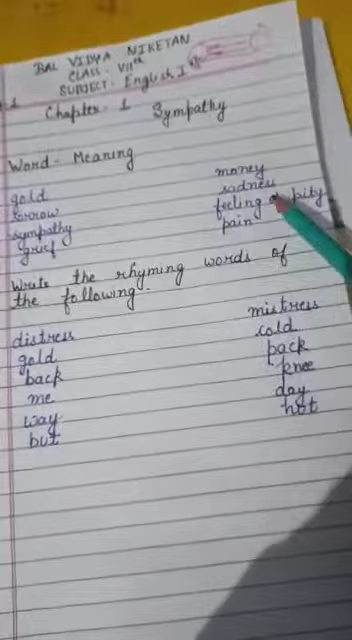 BAL VIDYA NIKETAN
CLASS - VIIth
SUBJECT - English Ist
Chapter - 1 Sympathy
Word - Meaning
gold money
sorrow sadness
sympathy feeling of pity
grief pain
Write the rhyming words of
the following.
distress mistress
gold cold
back pack
me knee
way day
but hot